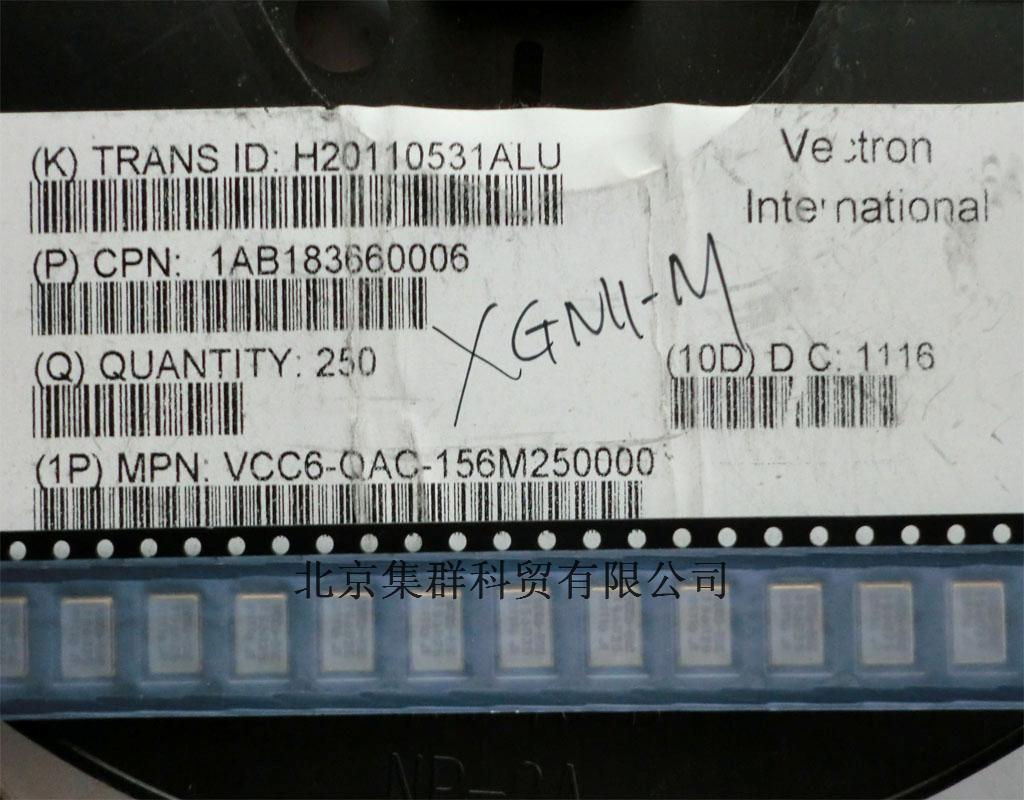 (K) TRANS ID: H20110531ALU
Vectron
International
(P) CPN: 1AB183660006
XGN11-M
(Q) QUANTITY: 250
(10D) D C: 1116
(1P) MPN: VCC6-QAC-156M250000
北京集群科贸有限公司